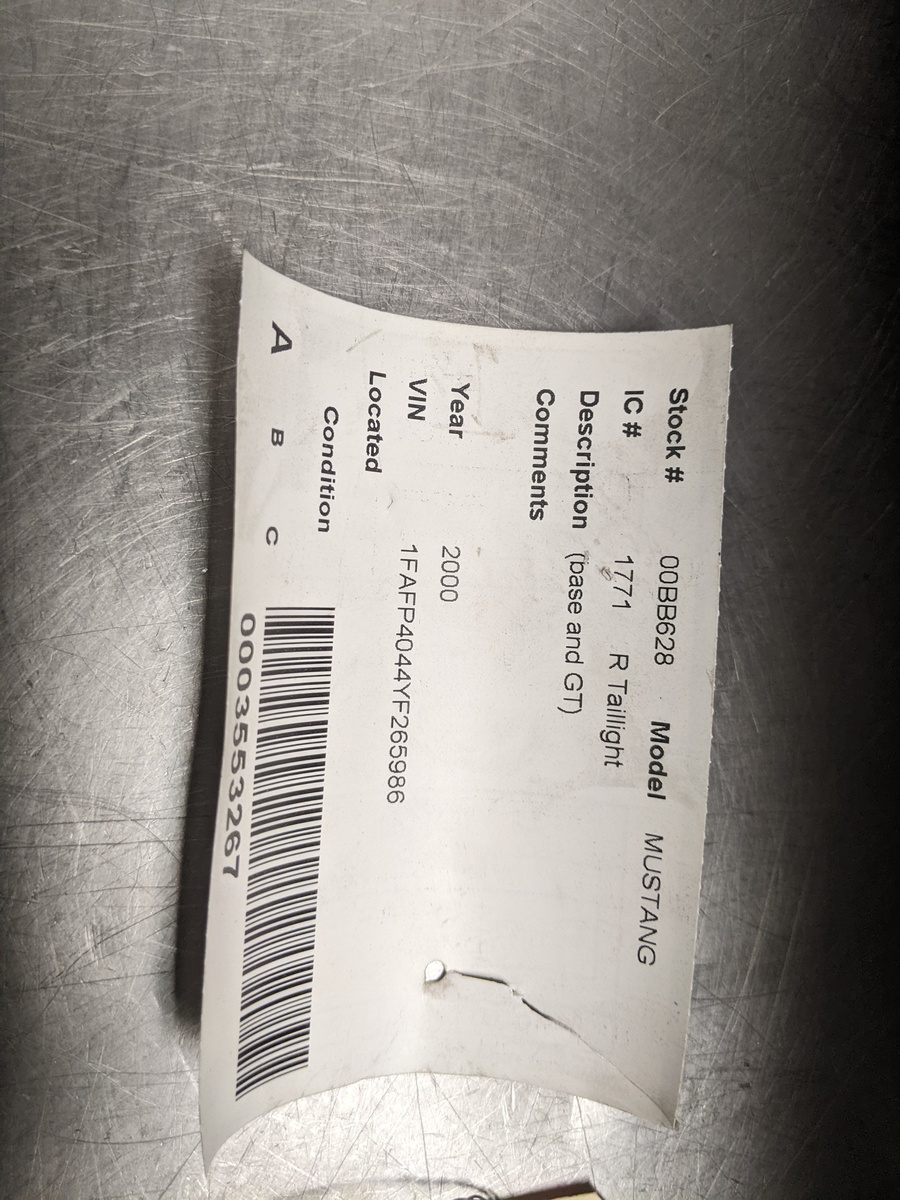 Stock # 00BB628 Model MUSTANG
IC # 1771 R Taillight
Description (base and GT)
Comments
Year 2000
VIN 1FAFP4044YF265986
Located
Condition
A B C
0003553267